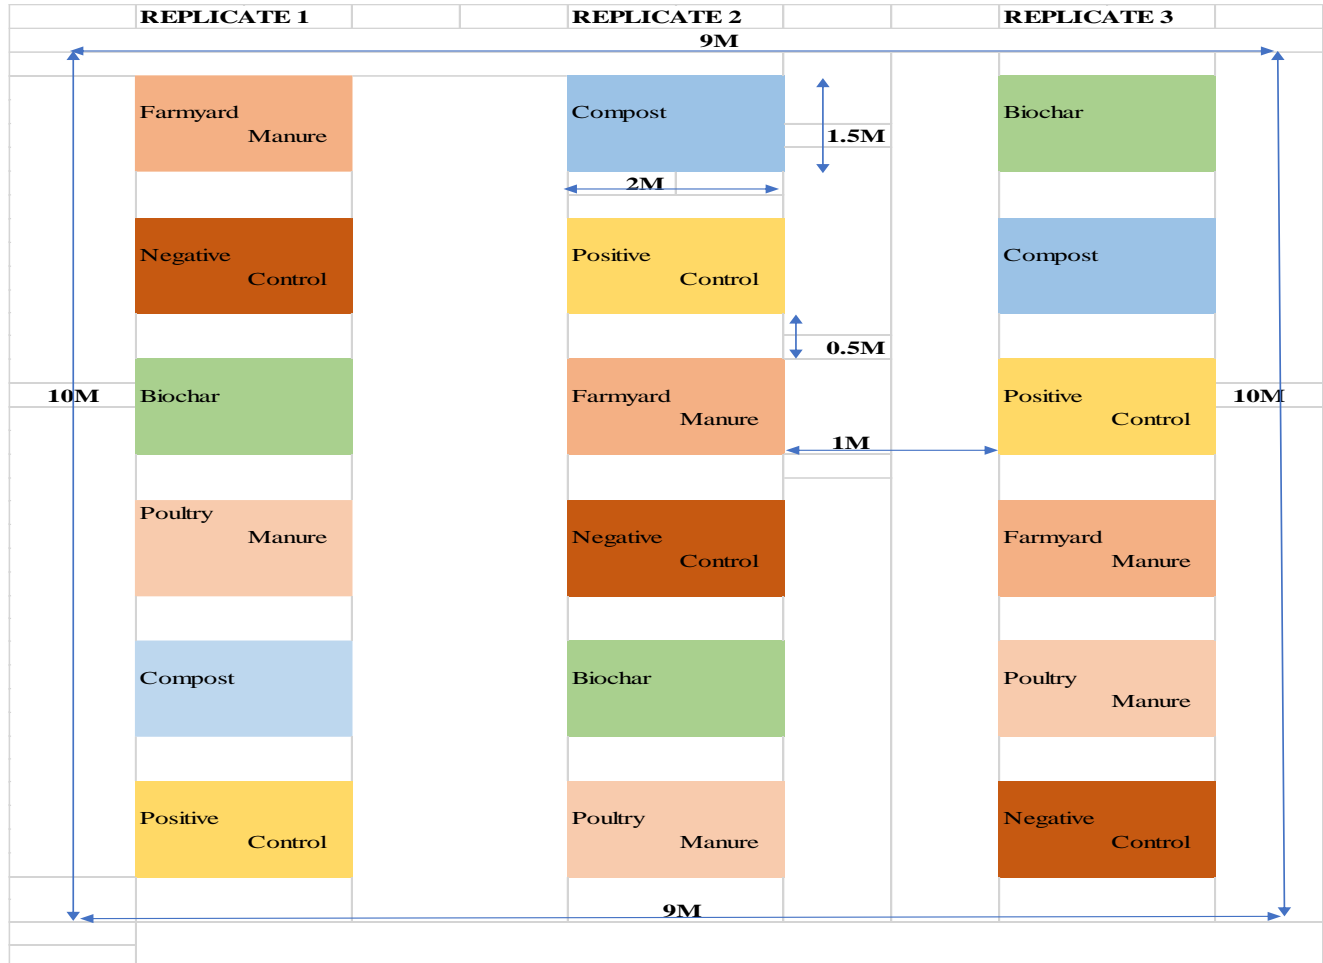 REPLICATE 1 REPLICATE 2 REPLICATE 3
9M
Farmyard
Manure
Compost
Biochar
1.5M
2M
Negative
Control
Positive
Control
Compost
0.5M
10M
Biochar
Farmyard
Manure
Positive
Control
10M
1M
Poultry
Manure
Negative
Control
Farmyard
Manure
Compost
Biochar
Poultry
Manure
Positive
Control
Poultry
Manure
Negative
Control
9M